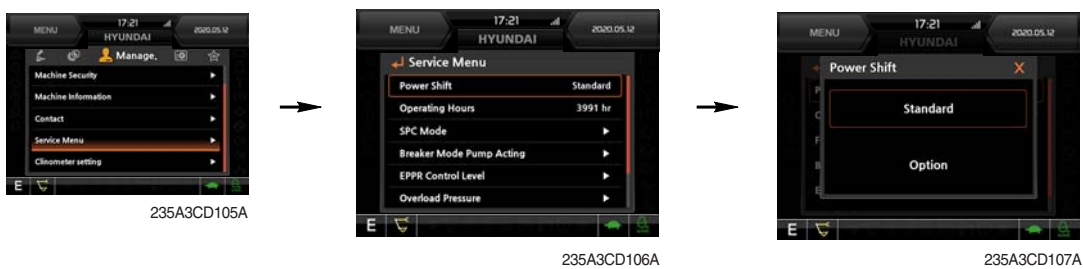 MENU
17:21
HYUNDAI
2020.05.12
Manage.
Machine Security
Machine Information
Contact
Service Menu
Clinometer setting
E
235A3CD105A
MENU
17:21
HYUNDAI
2020.05.12
Service Menu
Power Shift Standard
Operating Hours 3991 hr
SPC Mode
Breaker Mode Pump Acting
EPPR Control Level
Overload Pressure
E
235A3CD106A
MENU
17:21
HYUNDAI
2020.05.12
Power Shift X
Standard
Option
E
235A3CD107A